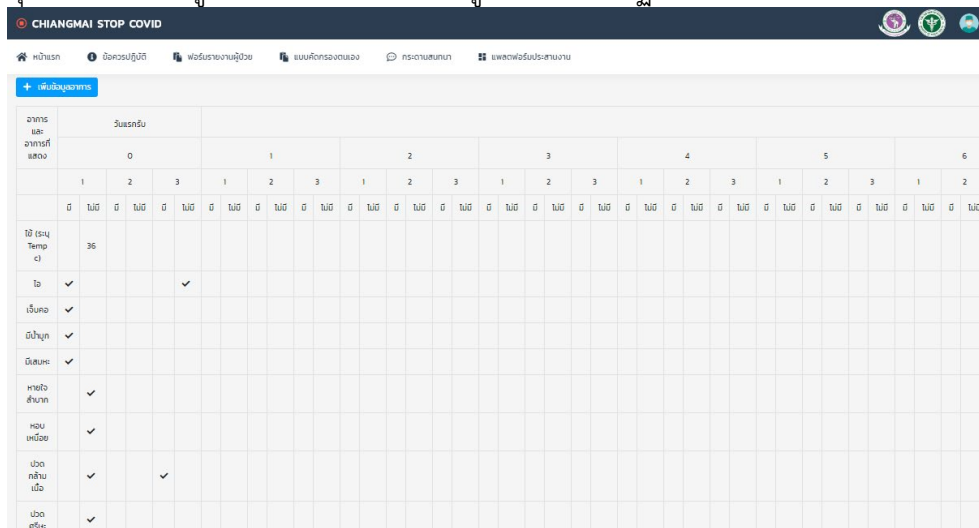 CHIANGMAI STOP COVID
หน้าแรก ข้อควรปฏิบัติ ฟอร์มรายงานผู้ป่วย แบบคัดกรองตนเอง กระดานสนทนา แพลตฟอร์มประสานงาน
+ เพิ่มข้อมูลอาการ
อาการ และ อาการที่ แสดง วันแรกรับ
0 1 2 3 4 5 6
1 2 3 1 2 3 1 2 3 1 2 3 1 2 3 1 2 3 1 2
มี ไม่มี มี ไม่มี มี ไม่มี มี ไม่มี มี ไม่มี มี ไม่มี มี ไม่มี มี ไม่มี มี ไม่มี มี ไม่มี มี ไม่มี มี ไม่มี มี ไม่มี มี ไม่มี มี ไม่มี มี ไม่มี มี ไม่มี มี ไม่มี มี ไม่มี มี
ไข้ (ระบุ
Temp 36
c)
ไอ ✓ ✓
เจ็บคอ ✓
มีน้ำมูก ✓
มีเสมหะ ✓
หายใจ
ลำบาก ✓
หอบ
เหนื่อย ✓
ปวด
กล้าม ✓ ✓
เนื้อ
ปวด
ศรีษะ ✓